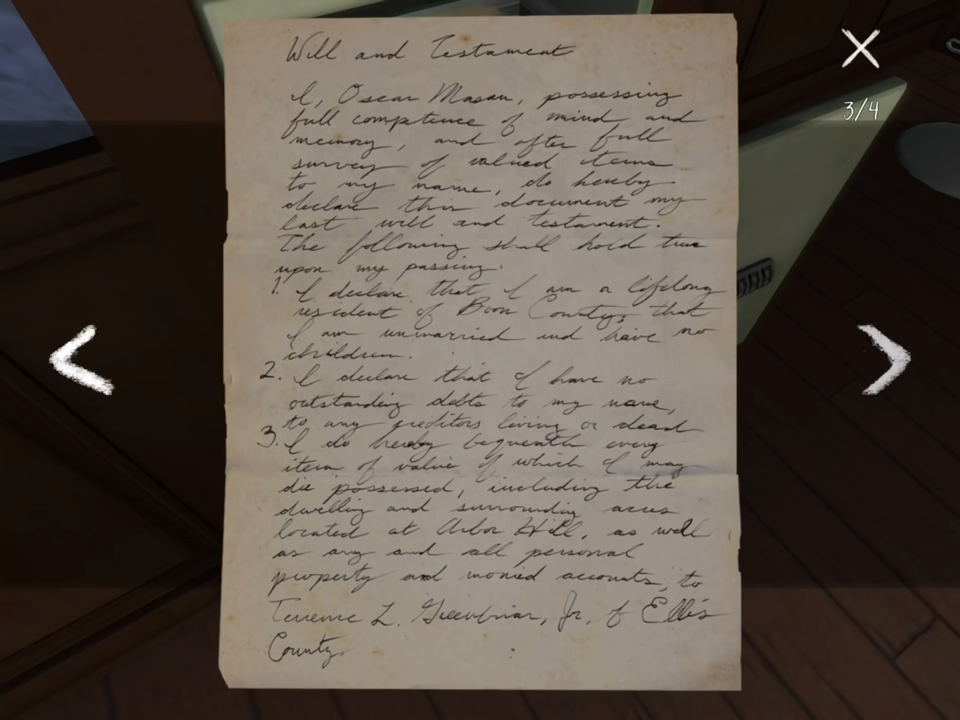 Will and Testament
3/4
I, Oscar Mason, possessing
full competence of mind and
memory, and after full
survey of valued items
to my name, do hereby
declare this document my
last will and testament.
The following shall hold true
upon my passing:
1. I declare that I am a lifelong
resident of Boon County, that
I am unmarried and have no
children.
2. I declare that I have no
outstanding debts to my name,
to any creditors living or dead
3. I do hereby bequeath every
item of value of which I may
die possessed, including the
dwelling and surrounding acres
located at Arbor Hill, as well
as any and all personal
property and monied accounts, to
Terrence L. Greenbriar, Jr. of Ellis
County.